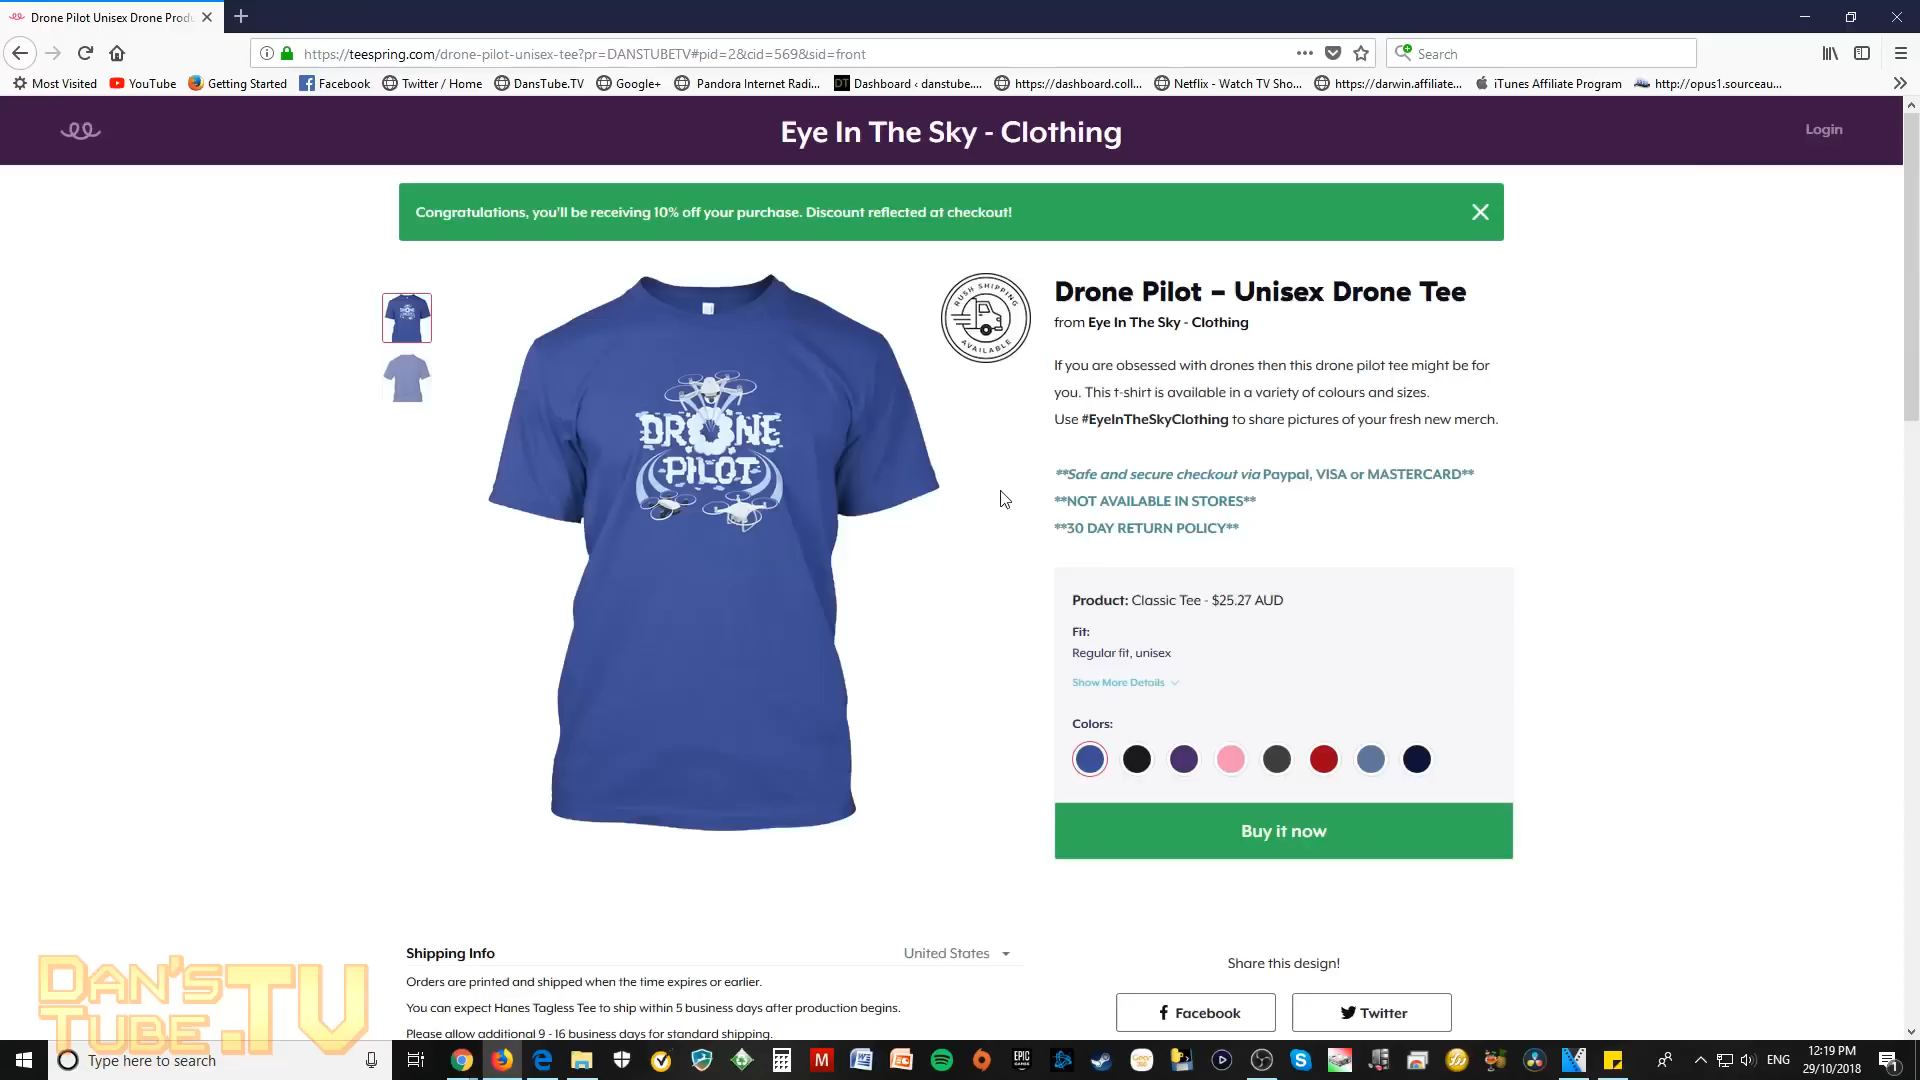 Drone Pilot Unisex Drone Produ
https://teespring.com/drone-pilot-unisex-tee?pr=DANSTUBETV#pid=2&cid=569&sid=front
Search
Most Visited
YouTube
Getting Started
Facebook
Twitter / Home
DansTube.TV
Google+
Pandora Internet Radi...
DT
Dashboard ‹ danstube....
https://dashboard.coll...
Netflix - Watch TV Sho...
https://darwin.affiliate...
iTunes Affiliate Program
http://opus1.sourceau...
Eye In The Sky - Clothing
Login
Congratulations, you'll be receiving 10% off your purchase. Discount reflected at checkout!
DRONE
PILOT
RUSH SHIPPING
AVAILABLE
Drone Pilot – Unisex Drone Tee
from Eye In The Sky - Clothing
If you are obsessed with drones then this drone pilot tee might be for
you. This t-shirt is available in a variety of colours and sizes.
Use #EyeInTheSkyClothing to share pictures of your fresh new merch.
**Safe and secure checkout via Paypal, VISA or MASTERCARD**
**NOT AVAILABLE IN STORES**
**30 DAY RETURN POLICY**
Product: Classic Tee - $25.27 AUD
Fit:
Regular fit, unisex
Show More Details
Colors:
Buy it now
Shipping Info
United States
Orders are printed and shipped when the time expires or earlier.
You can expect Hanes Tagless Tee to ship within 5 business days after production begins.
Please allow additional 9 - 16 business days for standard shipping.
Share this design!
Facebook
Twitter
DAN'S
TUBE.TV
Type here to search
EPIC
GAMES
ENG
12:19 PM
29/10/2018
1